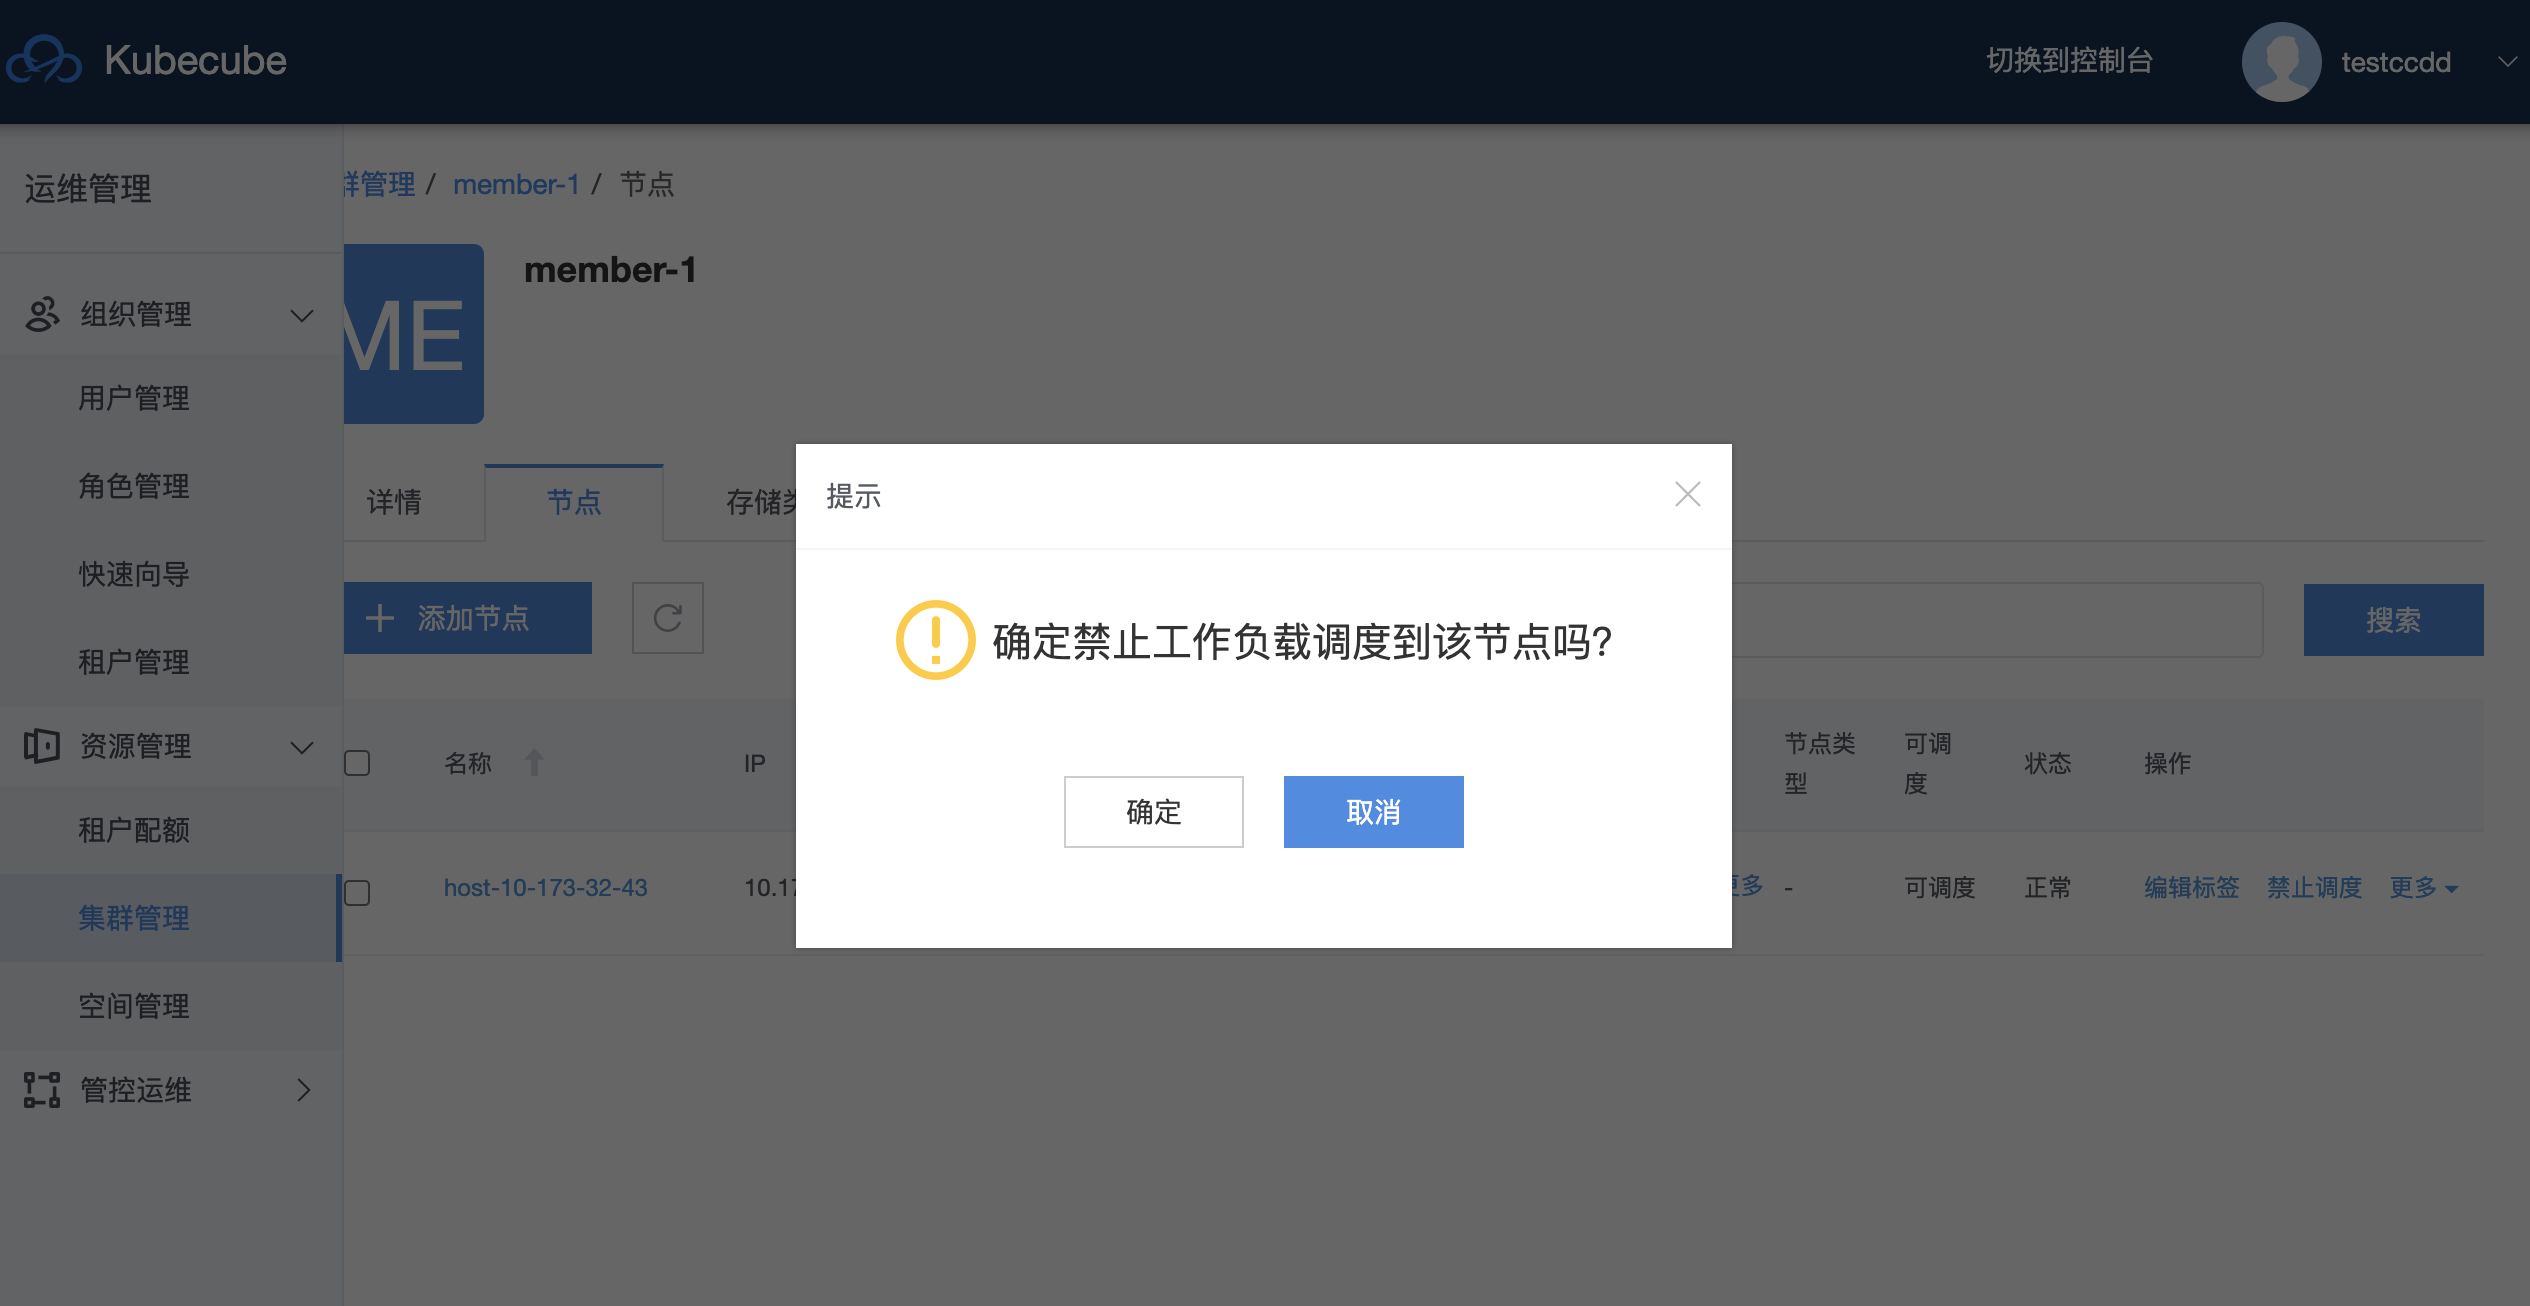 Kubecube
切换到控制台
testccdd
运维管理
群管理 / member-1 / 节点
ME
member-1
组织管理
用户管理
角色管理
快速向导
租户管理
资源管理
租户配额
集群管理
空间管理
管控运维
详情
节点
存储类
添加节点
搜索
名称
IP
节点类
型
可调
度
状态
操作
host-10-173-32-43
10.17
更多
-
可调度
正常
编辑标签
禁止调度
更多
提示
确定禁止工作负载调度到该节点吗?
确定
取消